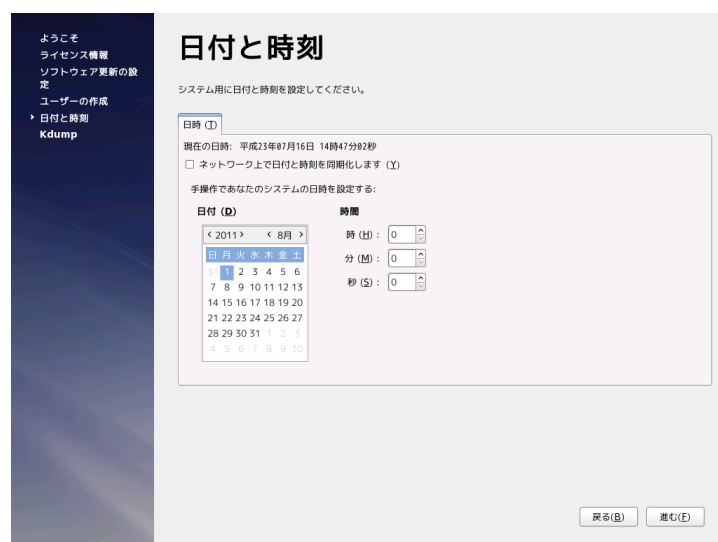 ようこそ
ライセンス情報
ソフトウェア更新の設
定
ユーザーの作成
日付と時刻
Kdump
日付と時刻
システム用に日付と時刻を設定してください。
日時 (T)
現在の日時: 平成23年07月16日 14時47分02秒
ネットワーク上で日付と時刻を同期化します (Y)
手操作であなたのシステムの日時を設定する:
日付 (D)
< 2011 > < 8月 >
日 月 火 水 木 金 土
31 1 2 3 4 5 6
7 8 9 10 11 12 13
14 15 16 17 18 19 20
21 22 23 24 25 26 27
28 29 30 31 1 2 3
4 5 6 7 8 9 10
時間
時 (H) : 0
分 (M) : 0
秒 (S) : 0
戻る(B) 進む(F)